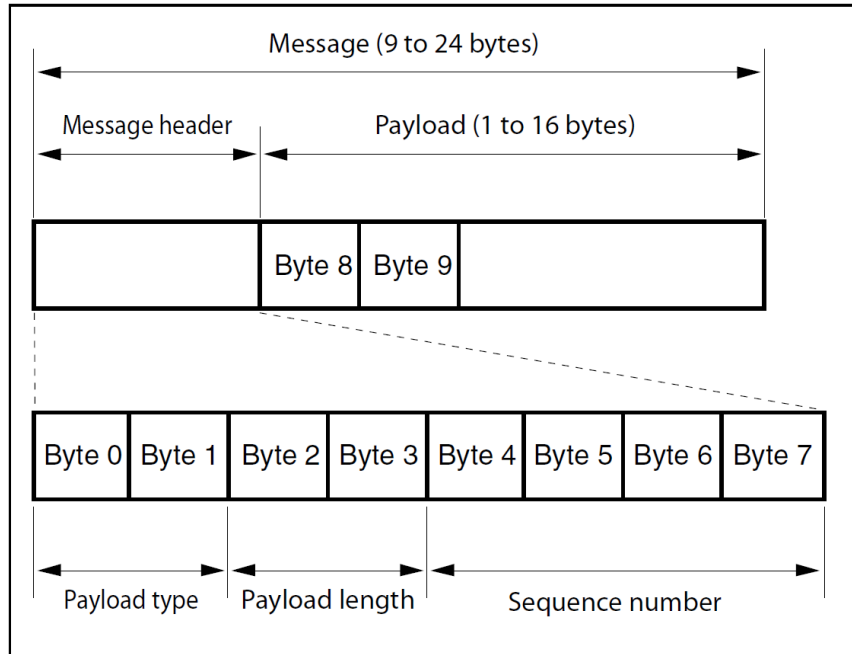 Message (9 to 24 bytes)
Message header
Payload (1 to 16 bytes)
Byte 8
Byte 9
Byte 0
Byte 1
Byte 2
Byte 3
Byte 4
Byte 5
Byte 6
Byte 7
Payload type
Payload length
Sequence number